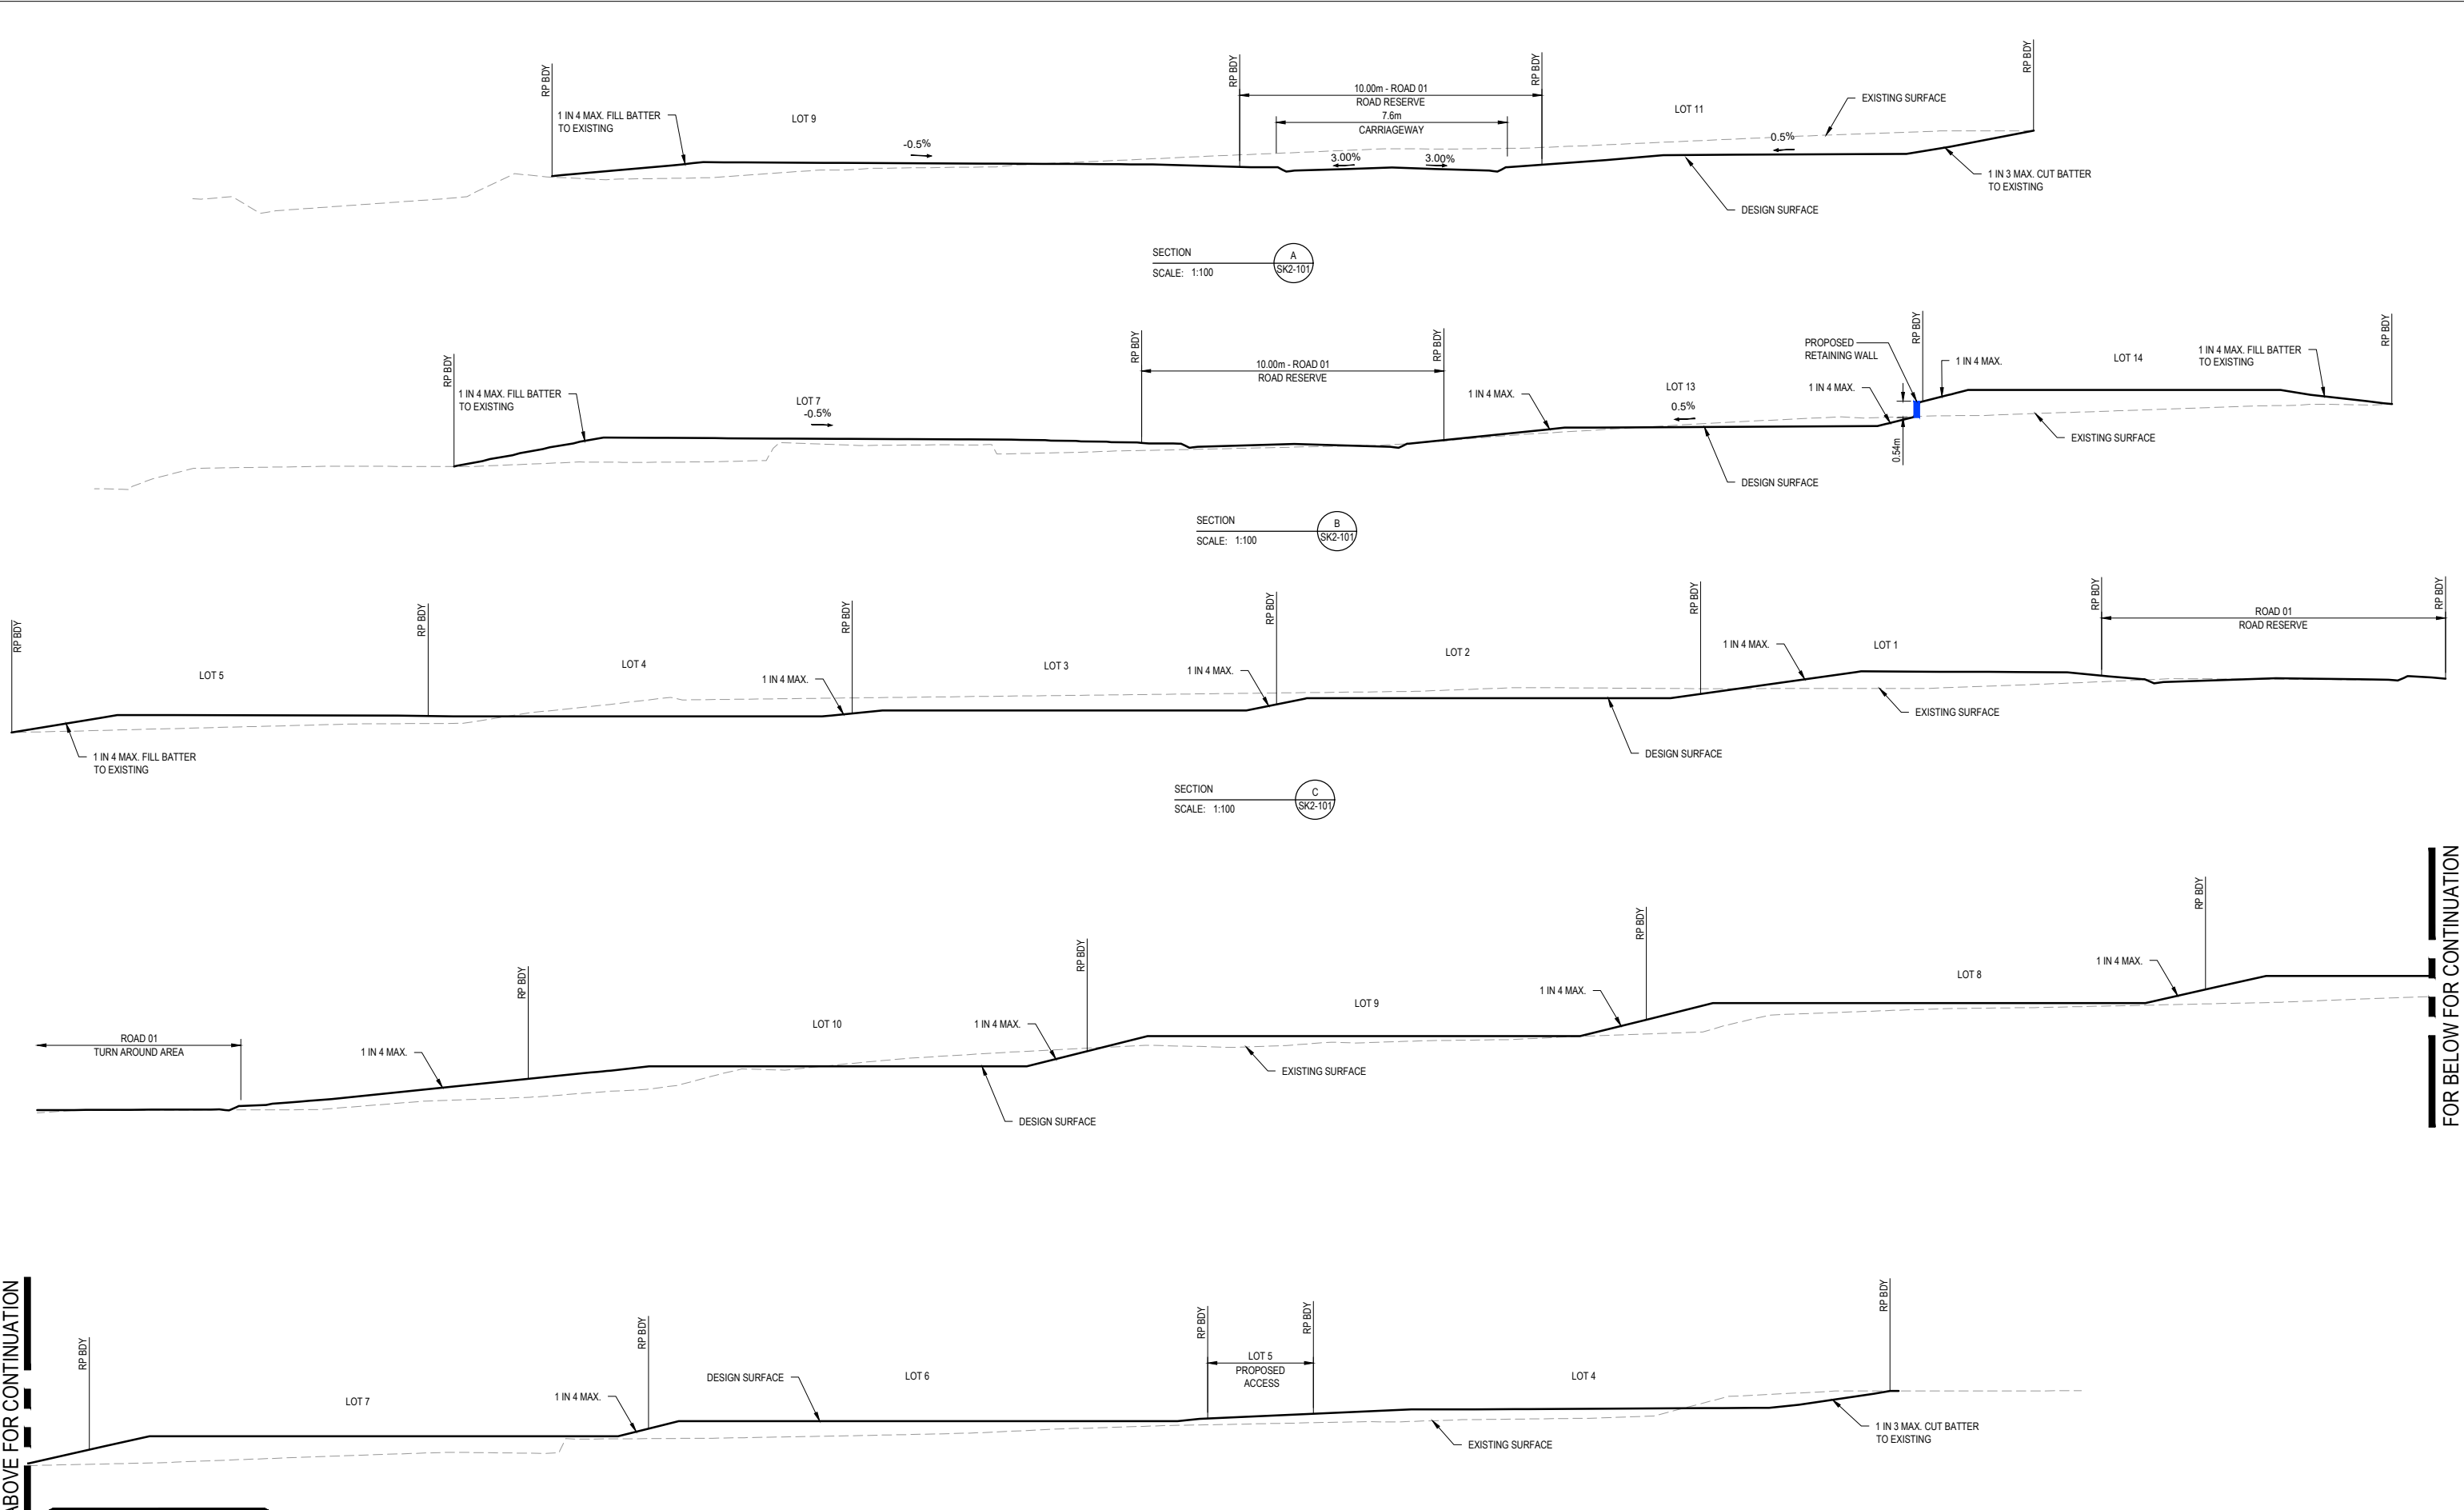 RP BDY
RP BDY
RP BDY
RP BDY
1 IN 4 MAX. FILL BATTER
TO EXISTING
LOT 9
-0.5%
10.00m - ROAD 01
ROAD RESERVE
7.6m
CARRIAGEWAY
3.00%
3.00%
LOT 11
EXISTING SURFACE
0.5%
1 IN 3 MAX. CUT BATTER
TO EXISTING
DESIGN SURFACE
SECTION
SCALE: 1:100
A
SK2-101
RP BDY
RP BDY
RP BDY
RP BDY
RP BDY
1 IN 4 MAX. FILL BATTER
TO EXISTING
LOT 7
-0.5%
10.00m - ROAD 01
ROAD RESERVE
1 IN 4 MAX.
LOT 13
0.5%
PROPOSED
RETAINING WALL
1 IN 4 MAX.
1 IN 4 MAX.
0.54m
LOT 14
1 IN 4 MAX. FILL BATTER
TO EXISTING
EXISTING SURFACE
DESIGN SURFACE
SECTION
SCALE: 1:100
B
SK2-101
RP BDY
RP BDY
RP BDY
RP BDY
RP BDY
RP BDY
RP BDY
LOT 5
LOT 4
1 IN 4 MAX.
LOT 3
1 IN 4 MAX.
LOT 2
1 IN 4 MAX.
LOT 1
ROAD 01
ROAD RESERVE
EXISTING SURFACE
DESIGN SURFACE
1 IN 4 MAX. FILL BATTER
TO EXISTING
SECTION
SCALE: 1:100
C
SK2-101
RP BDY
RP BDY
RP BDY
RP BDY
ROAD 01
TURN AROUND AREA
1 IN 4 MAX.
LOT 10
1 IN 4 MAX.
LOT 9
1 IN 4 MAX.
LOT 8
1 IN 4 MAX.
EXISTING SURFACE
DESIGN SURFACE
FOR BELOW FOR CONTINUATION
ABOVE FOR CONTINUATION
RP BDY
RP BDY
RP BDY
RP BDY
RP BDY
LOT 7
1 IN 4 MAX.
DESIGN SURFACE
LOT 6
LOT 5
PROPOSED
ACCESS
LOT 4
EXISTING SURFACE
1 IN 3 MAX. CUT BATTER
TO EXISTING